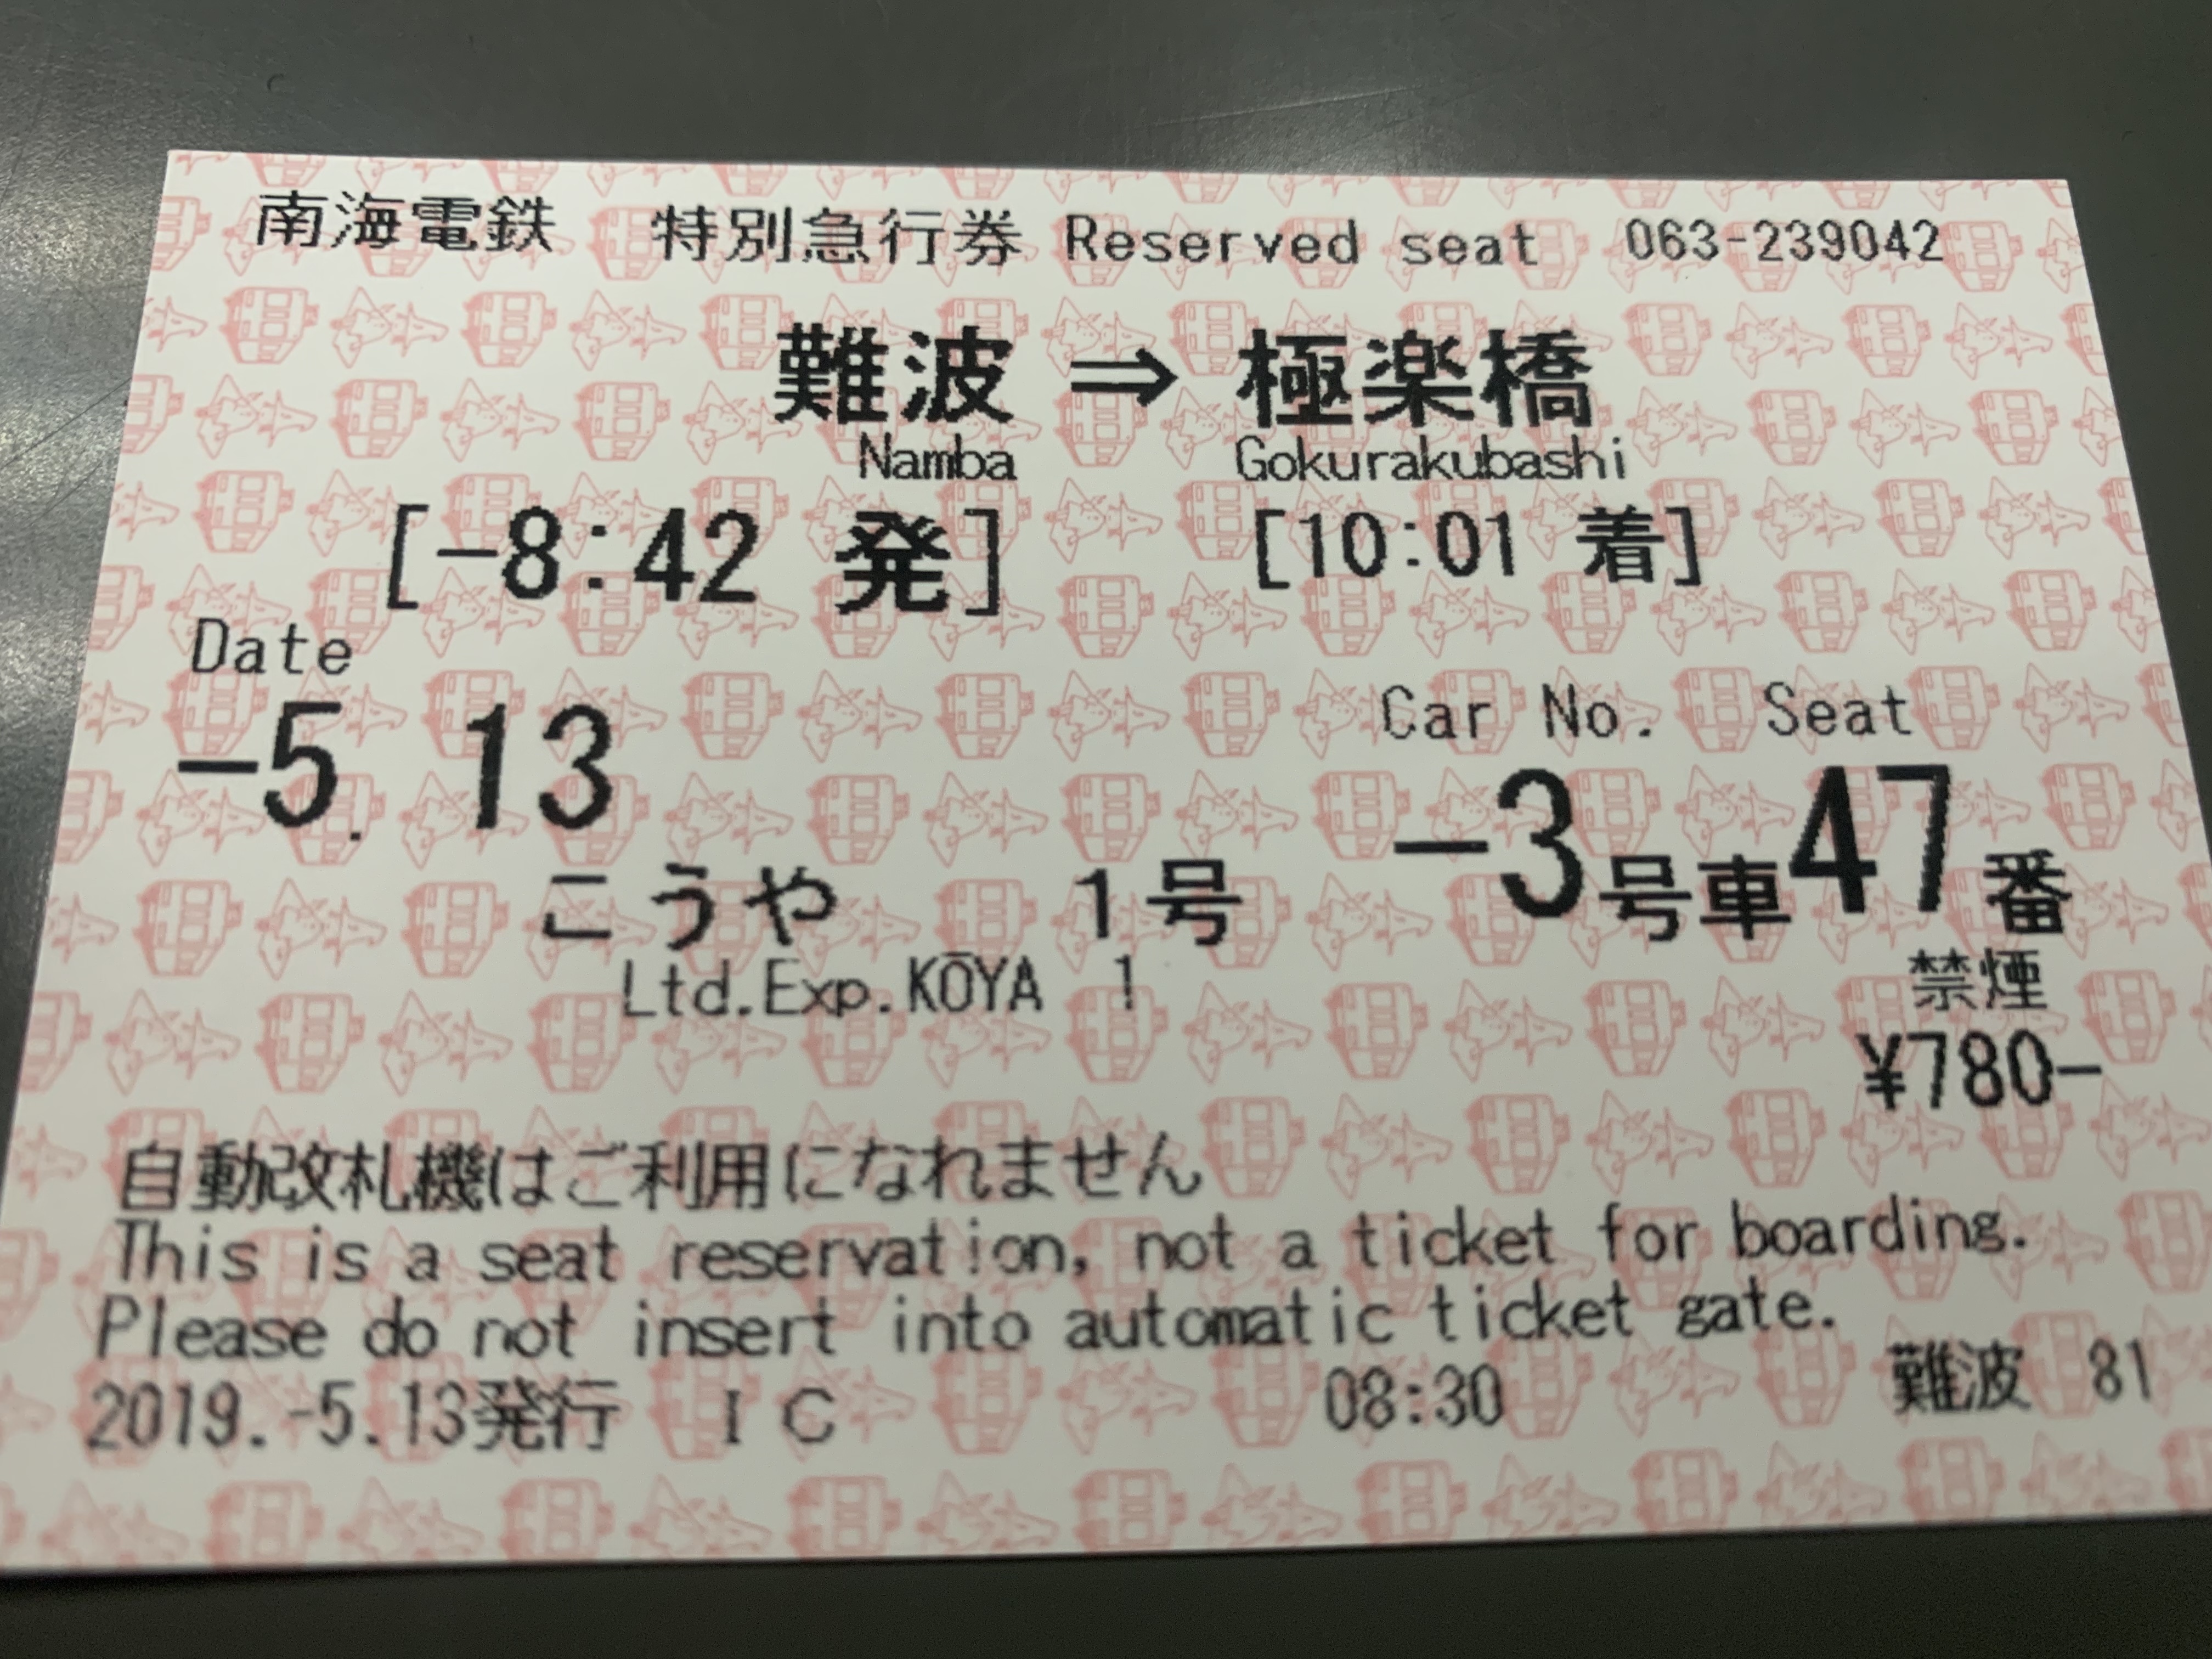 南海電鉄 特別急行券 Reserved seat 063-239042
難波 ⇒ 極楽橋
Namba Gokurakubashi
[-8:42 発] [10:01 着]
Date
-5. 13
Car No. Seat
-3号車47番
こうや 1号
Ltd.Exp.KŌYA 1
禁煙
¥780-
自動改札機はご利用になれません
This is a seat reservation, not a ticket for boarding.
Please do not insert into automatic ticket gate.
2019.-5.13発行 IC 08:30 難波 81